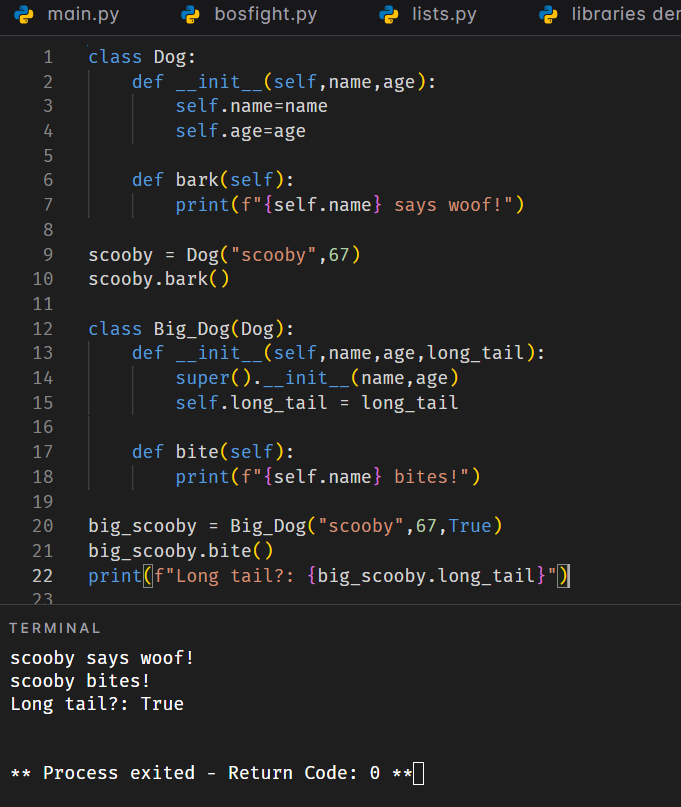 main.py bosfight.py lists.py libraries
1 class Dog:
2     def __init__(self,name,age):
3         self.name=name
4         self.age=age
5
6     def bark(self):
7         print(f"{self.name} says woof!")
8
9 scooby = Dog("scooby",67)
10 scooby.bark()
11
12 class Big_Dog(Dog):
13     def __init__(self,name,age,long_tail):
14         super().__init__(name,age)
15         self.long_tail = long_tail
16
17     def bite(self):
18         print(f"{self.name} bites!")
19
20 big_scooby = Big_Dog("scooby",67,True)
21 big_scooby.bite()
22 print(f"Long tail?: {big_scooby.long_tail}")
23
TERMINAL
scooby says woof!
scooby bites!
Long tail?: True
** Process exited - Return Code: 0 **